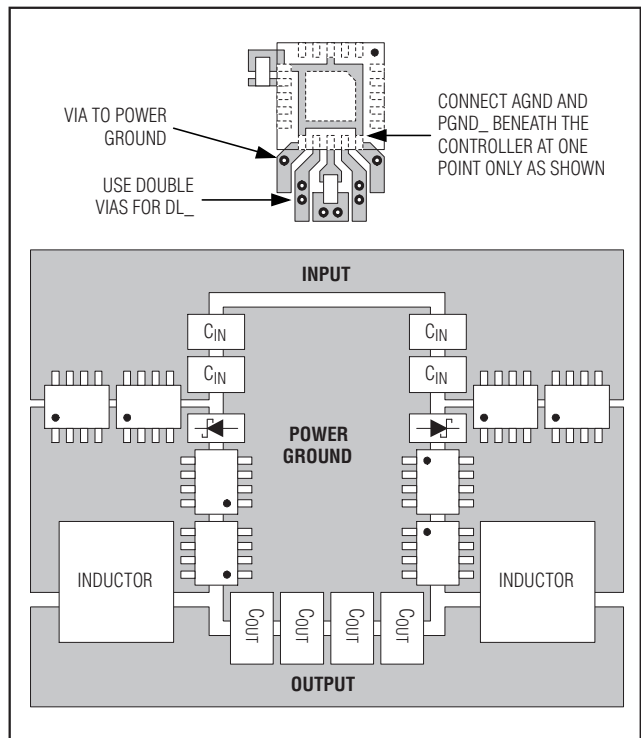 VIA TO POWER
GROUND
CONNECT AGND AND
PGND_ BENEATH THE
CONTROLLER AT ONE
POINT ONLY AS SHOWN
USE DOUBLE
VIAS FOR DL_
INPUT
CIN
CIN
CIN
CIN
POWER
GROUND
INDUCTOR
INDUCTOR
COUT
COUT
COUT
COUT
OUTPUT